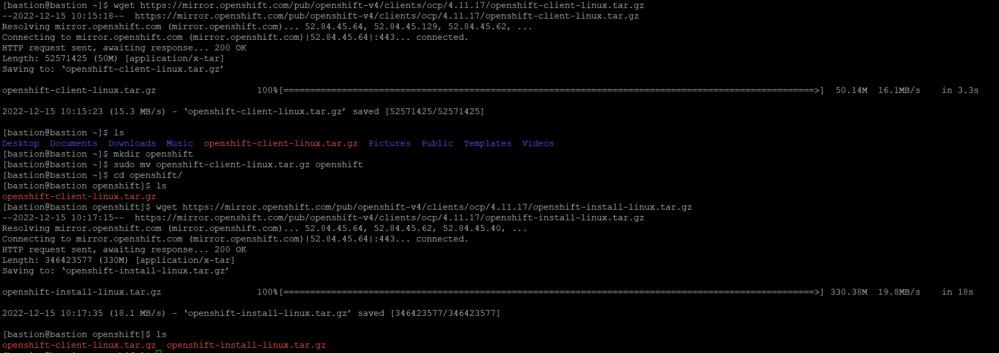 [bastion@bastion ~]$ wget https://mirror.openshift.com/pub/openshift-v4/clients/ocp/4.11.17/openshift-client-linux.tar.gz
--2022-12-15 10:15:18--  https://mirror.openshift.com/pub/openshift-v4/clients/ocp/4.11.17/openshift-client-linux.tar.gz
Resolving mirror.openshift.com (mirror.openshift.com)... 52.84.45.64, 52.84.45.129, 52.84.45.62, ...
Connecting to mirror.openshift.com (mirror.openshift.com)|52.84.45.64|:443... connected.
HTTP request sent, awaiting response... 200 OK
Length: 52571425 (50M) [application/x-tar]
Saving to: ‘openshift-client-linux.tar.gz’
openshift-client-linux.tar.gz 100%[====================================================================================================>] 50.14M 16.1MB/s in 3.3s
2022-12-15 10:15:23 (15.3 MB/s) - ‘openshift-client-linux.tar.gz’ saved [52571425/52571425]
[bastion@bastion ~]$ ls
Desktop Documents Downloads Music openshift-client-linux.tar.gz Pictures Public Templates Videos
[bastion@bastion ~]$ mkdir openshift
[bastion@bastion ~]$ sudo mv openshift-client-linux.tar.gz openshift
[bastion@bastion ~]$ cd openshift/
[bastion@bastion openshift]$ ls
openshift-client-linux.tar.gz
[bastion@bastion openshift]$ wget https://mirror.openshift.com/pub/openshift-v4/clients/ocp/4.11.17/openshift-install-linux.tar.gz
--2022-12-15 10:17:15--  https://mirror.openshift.com/pub/openshift-v4/clients/ocp/4.11.17/openshift-install-linux.tar.gz
Resolving mirror.openshift.com (mirror.openshift.com)... 52.84.45.64, 52.84.45.62, 52.84.45.40, ...
Connecting to mirror.openshift.com (mirror.openshift.com)|52.84.45.64|:443... connected.
HTTP request sent, awaiting response... 200 OK
Length: 346423577 (330M) [application/x-tar]
Saving to: ‘openshift-install-linux.tar.gz’
openshift-install-linux.tar.gz 100%[====================================================================================================>] 330.38M 19.8MB/s in 18s
2022-12-15 10:17:35 (18.1 MB/s) - ‘openshift-install-linux.tar.gz’ saved [346423577/346423577]
[bastion@bastion openshift]$ ls
openshift-client-linux.tar.gz openshift-install-linux.tar.gz